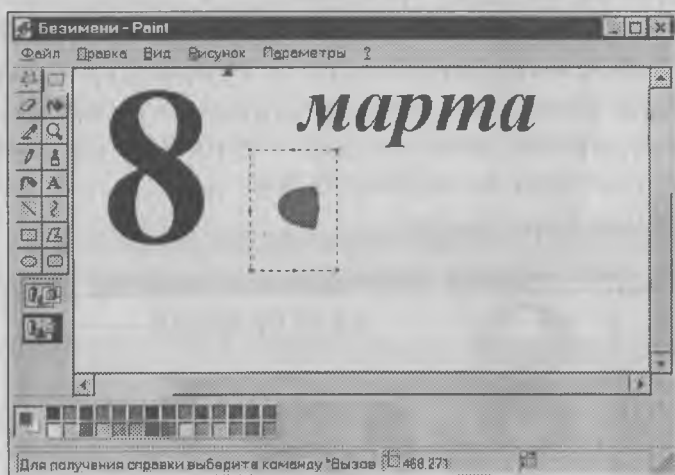 Безимени - Paint
Файл Правка Вид Рисунок Параметры ?
8 марта
A
Для получения справки выберите команду "Вызов 468,271